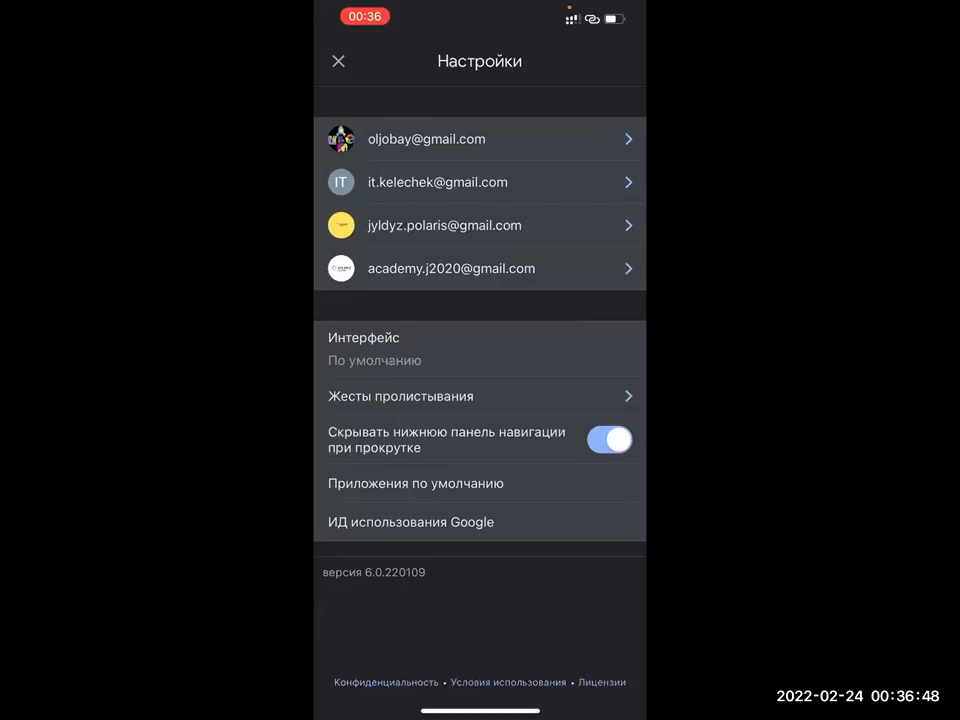 00:36
Настройки
oljobay@gmail.com
IT
it.kelechek@gmail.com
jyldyz.polaris@gmail.com
academy.j2020@gmail.com
Интерфейс
По умолчанию
Жесты пролистывания
Скрывать нижнюю панель навигации
при прокрутке
Приложения по умолчанию
ИД использования Google
версия 6.0.220109
Конфиденциальность • Условия использования • Лицензии
2022-02-24 00:36:48